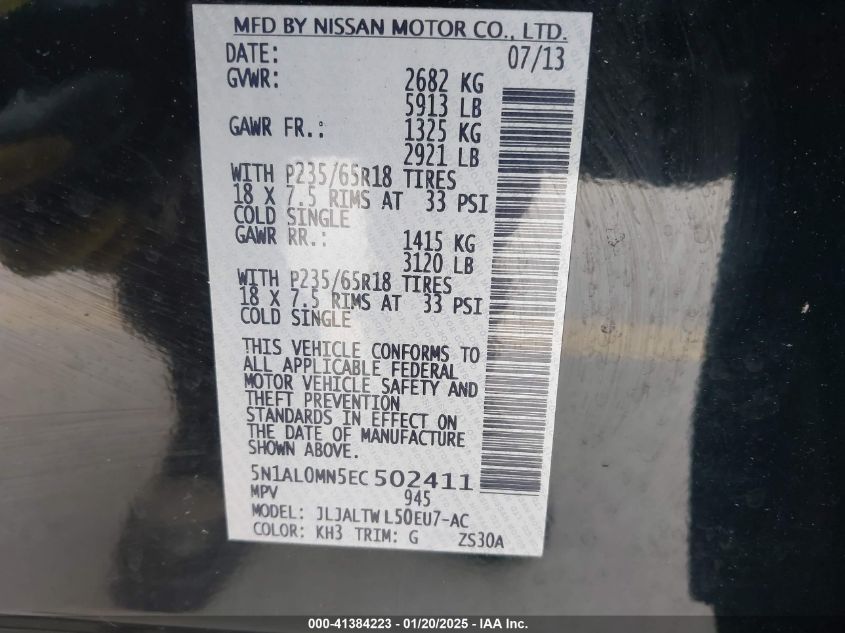 MFD BY NISSAN MOTOR CO., LTD.
DATE: 07/13
GVWR: 2682 KG
5913 LB
GAWR FR.: 1325 KG
2921 LB
WITH P235/65R18 TIRES
18 X 7.5 RIMS AT 33 PSI
COLD SINGLE
GAWR RR.: 1415 KG
3120 LB
WITH P235/65R18 TIRES
18 X 7.5 RIMS AT 33 PSI
COLD SINGLE
THIS VEHICLE CONFORMS TO
ALL APPLICABLE FEDERAL
MOTOR VEHICLE SAFETY AND
THEFT PREVENTION
STANDARDS IN EFFECT ON
THE DATE OF MANUFACTURE
SHOWN ABOVE.
5N1AL0MN5EC502411
MPV 945
MODEL: JLJALTWL50EU7-AC
COLOR: KH3 TRIM: G ZS30A
000-41384223 - 01/20/2025 - IAA Inc.